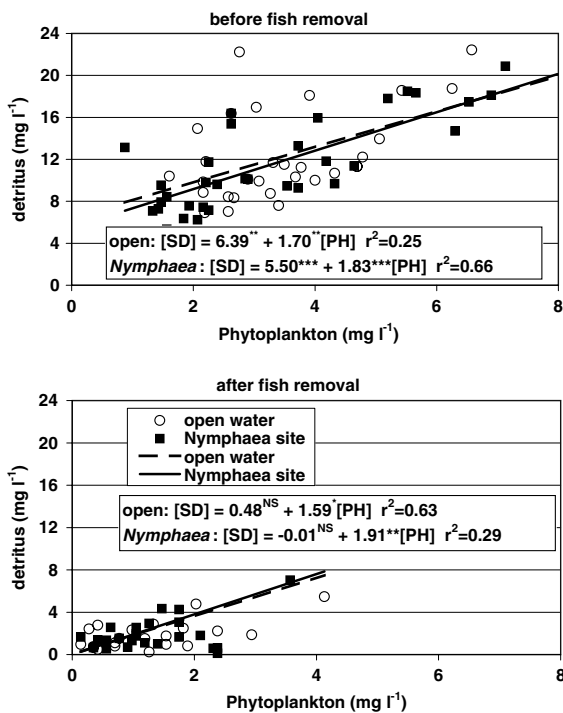 before fish removal
24
20
16
12
8
4
0
detritus (mg l⁻¹)
open: [SD] = 6.39** + 1.70**[PH] r²=0.25
Nymphaea: [SD] = 5.50*** + 1.83***[PH] r²=0.66
0 2 4 6 8
Phytoplankton (mg l⁻¹)
after fish removal
24
20
16
12
8
4
0
detritus (mg l⁻¹)
open water
Nymphaea site
open water
Nymphaea site
open: [SD] = 0.48ᴺˢ + 1.59*[PH] r²=0.63
Nymphaea: [SD] = -0.01ᴺˢ + 1.91**[PH] r²=0.29
0 2 4 6 8
Phytoplankton (mg l⁻¹)